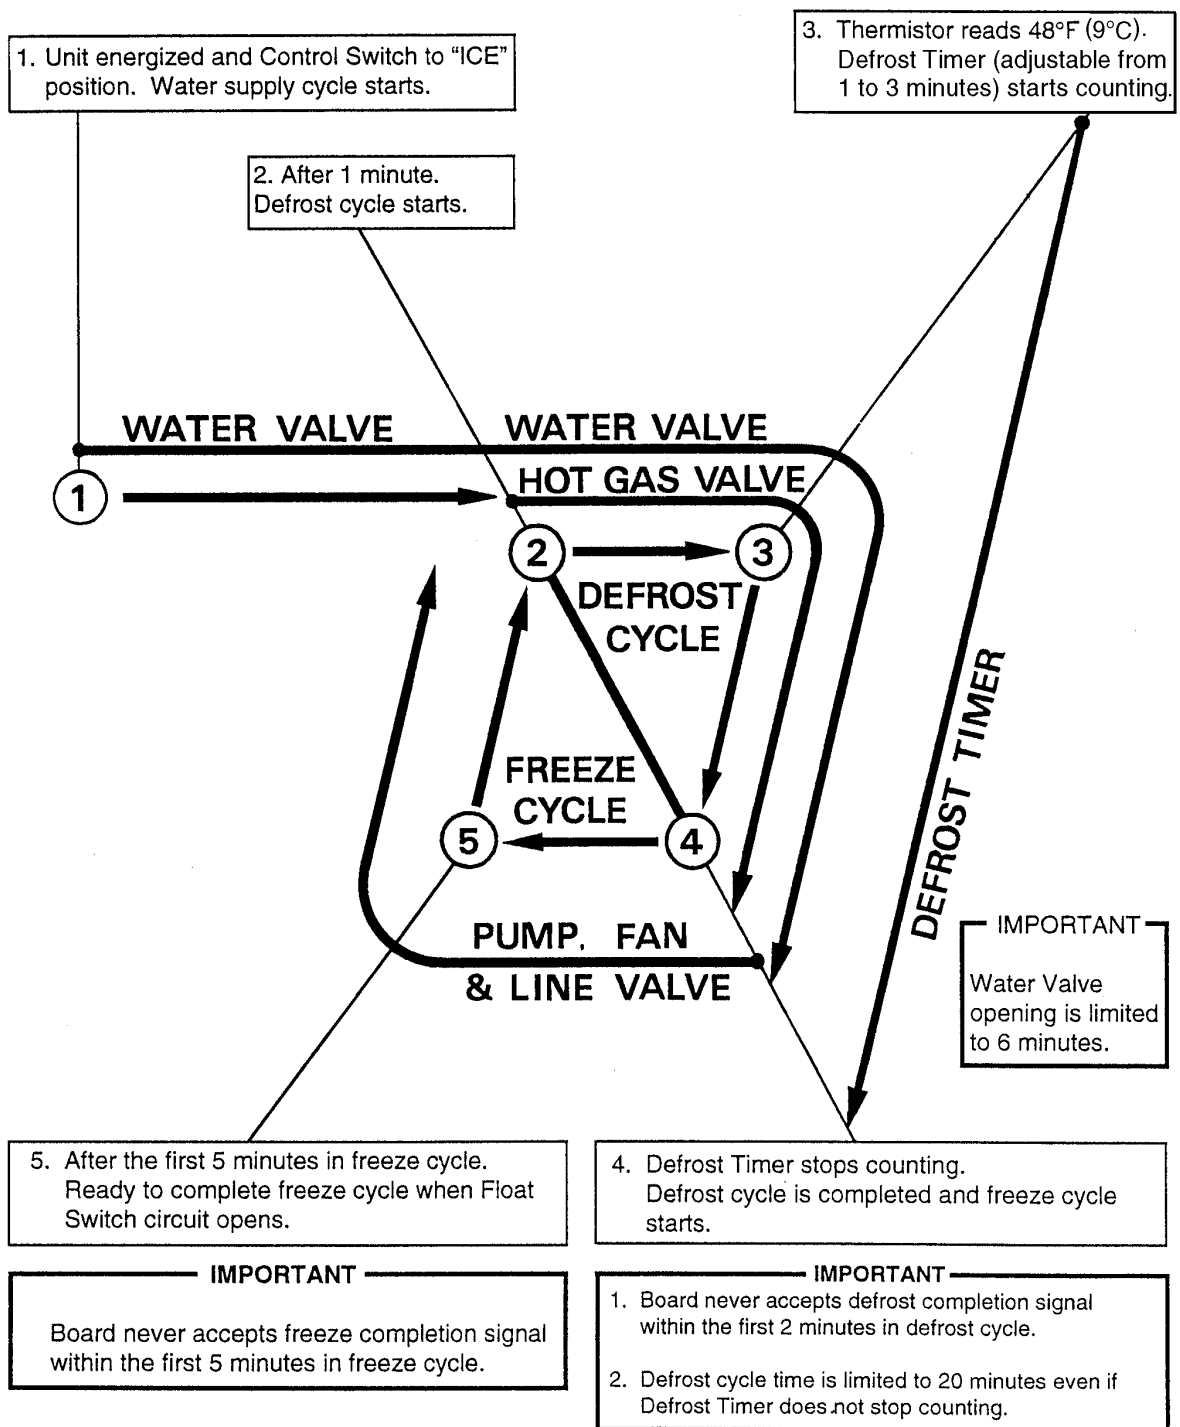 1. Unit energized and Control Switch to “ICE”
position. Water supply cycle starts.
3. Thermistor reads 48°F (9°C).
Defrost Timer (adjustable from
1 to 3 minutes) starts counting.
2. After 1 minute.
Defrost cycle starts.
WATER VALVE
WATER VALVE
1
HOT GAS VALVE
2
3
DEFROST
CYCLE
DEFROST TIMER
FREEZE
CYCLE
5
4
PUMP, FAN
& LINE VALVE
IMPORTANT
Water Valve
opening is limited
to 6 minutes.
5. After the first 5 minutes in freeze cycle.
Ready to complete freeze cycle when Float
Switch circuit opens.
4. Defrost Timer stops counting.
Defrost cycle is completed and freeze cycle
starts.
IMPORTANT
Board never accepts freeze completion signal
within the first 5 minutes in freeze cycle.
IMPORTANT
1. Board never accepts defrost completion signal
within the first 2 minutes in defrost cycle.
2. Defrost cycle time is limited to 20 minutes even if
Defrost Timer does not stop counting.